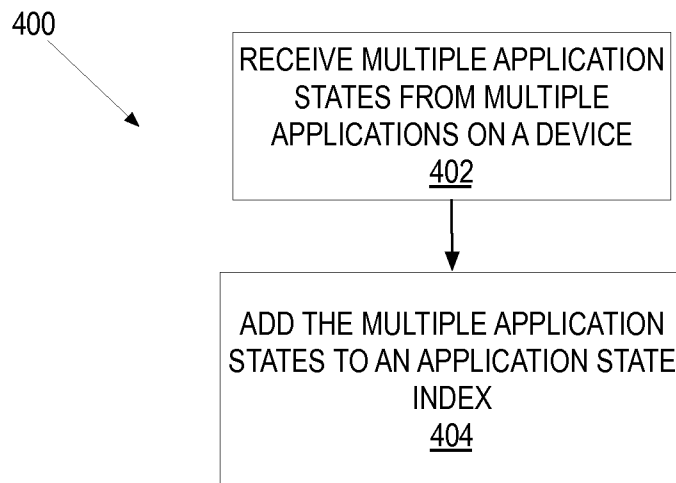 400
RECEIVE MULTIPLE APPLICATION
STATES FROM MULTIPLE
APPLICATIONS ON A DEVICE
402
ADD THE MULTIPLE APPLICATION
STATES TO AN APPLICATION STATE
INDEX
404